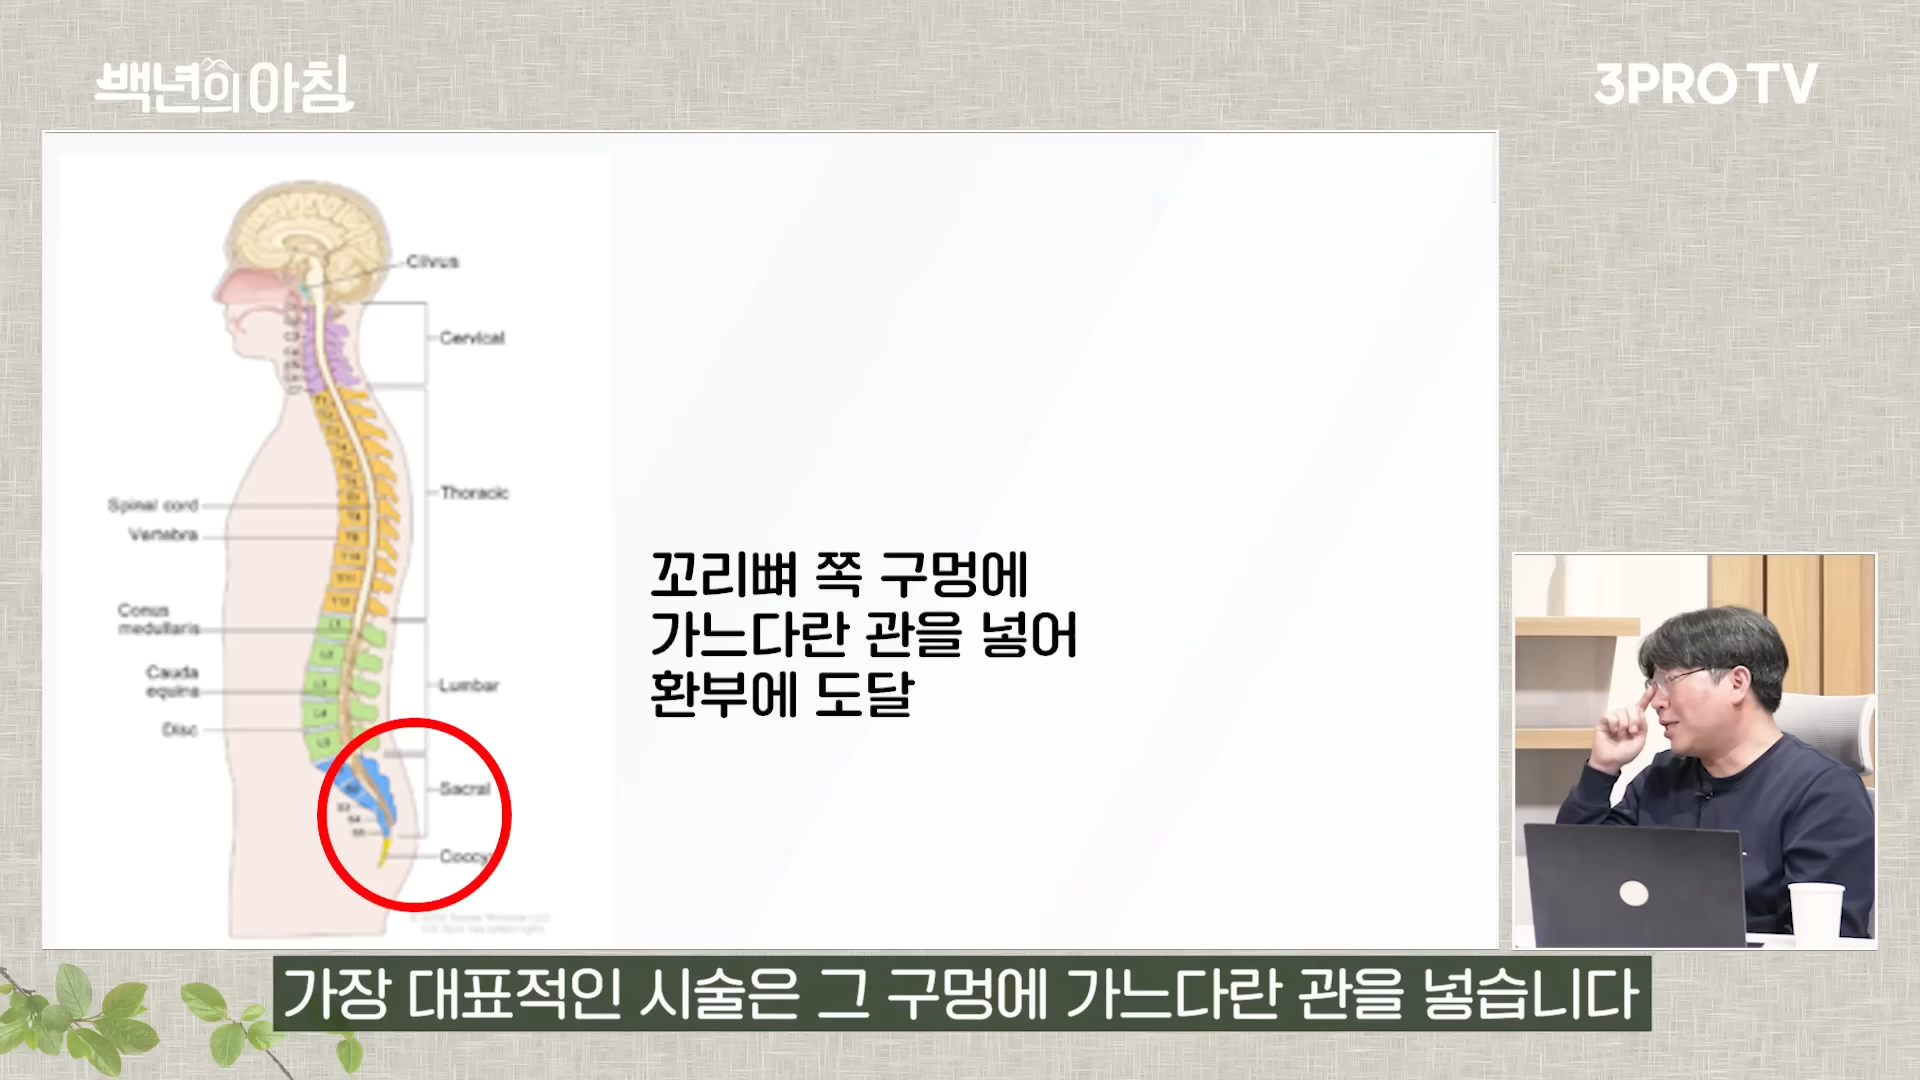 백년의아침
3PRO TV
Clivus
Cervical
Thoracic
Spinal cord
Vertebra
Conus
medullaris
Cauda
equina
Lumbar
Disc
Sacral
Coccy
꼬리뼈 쪽 구멍에
가느다란 관을 넣어
환부에 도달
가장 대표적인 시술은 그 구멍에 가느다란 관을 넣습니다